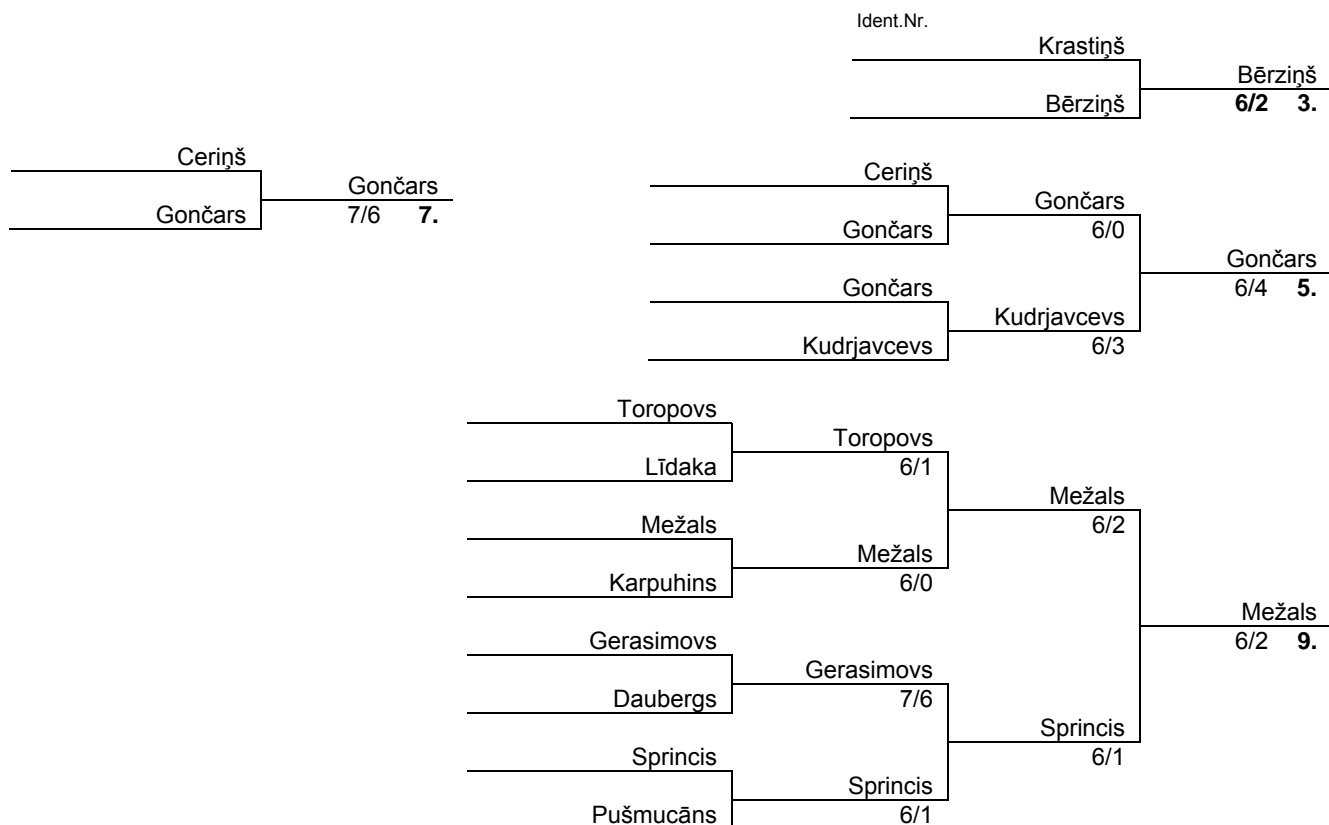 Ident.Nr.
Krastiņš
Bērziņš
Bērziņš
6/2 3.
Ceriņš
Gončars
Gončars
7/6 7.
Ceriņš
Gončars
Gončars
6/0
Gončars
Kudrjavcevs
Kudrjavcevs
6/3
Gončars
6/4 5.
Toropovs
Līdaka
Toropovs
6/1
Mežals
Karpuhins
Mežals
6/0
Mežals
6/2
Gerasimovs
Daubergs
Gerasimovs
7/6
Sprincis
Pušmucāns
Sprincis
6/1
Sprincis
6/1
Mežals
6/2 9.